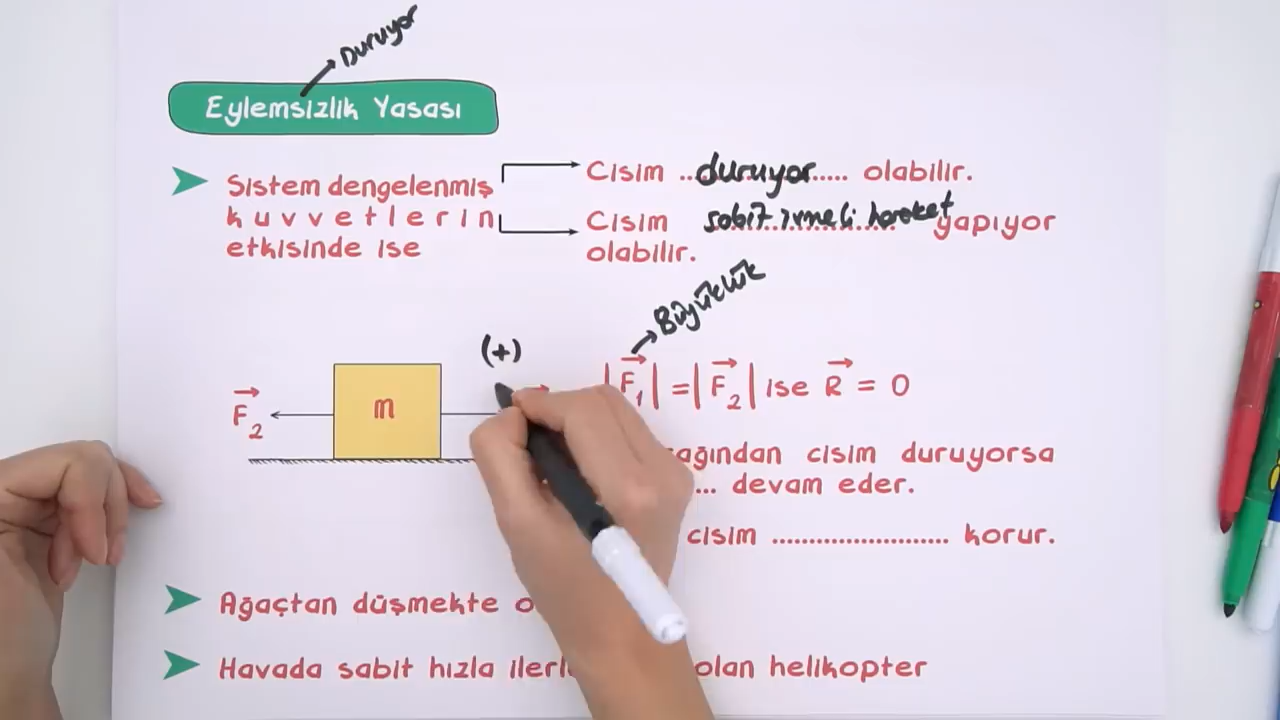 Duruyor
Eylemsizlik Yasası
Sistem dengelenmiş
kuvvetlerin
etkisinde ise
Cisim ..duruyor..... olabilir.
Cisim sabit ivmeli hareket yapıyor
olabilir.
Büyüklük
(+)
F₂
m
|F₁| = |F₂| ise R = 0
cisim duruyorsa
... devam eder.
cisim ........................ korur.
Ağaçtan düşmekte
Havada sabit hızla olan helikopter